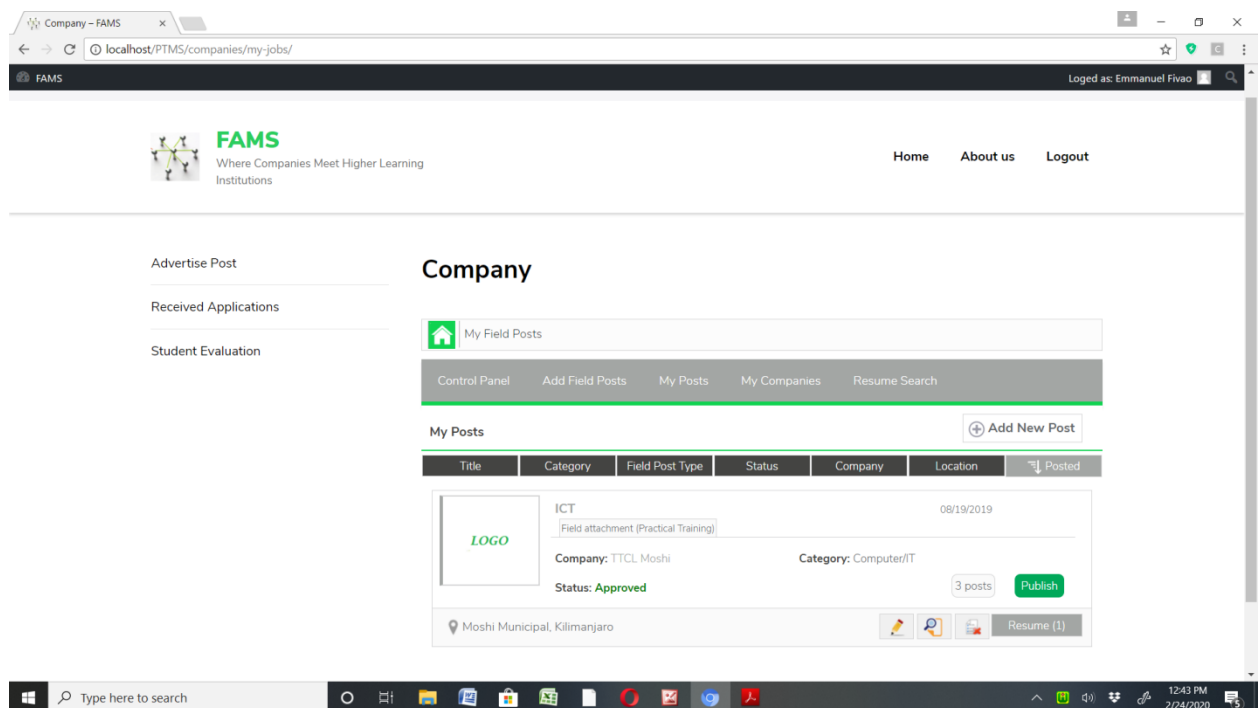 Company – FAMS
localhost/PTMS/companies/my-jobs/
FAMS
Loged as: Emmanuel Fivao
FAMS
Where Companies Meet Higher Learning
Institutions
Home About us Logout
Advertise Post
Received Applications
Student Evaluation
Company
My Field Posts
Control Panel Add Field Posts My Posts My Companies Resume Search
My Posts
Add New Post
Title Category Field Post Type Status Company Location Posted
LOGO
ICT
08/19/2019
Field attachment (Practical Training)
Company: TTCL Moshi
Category: Computer/IT
Status: Approved
3 posts
Publish
Moshi Municipal, Kilimanjaro
Resume (1)
Type here to search
12:43 PM
2/24/2020
5